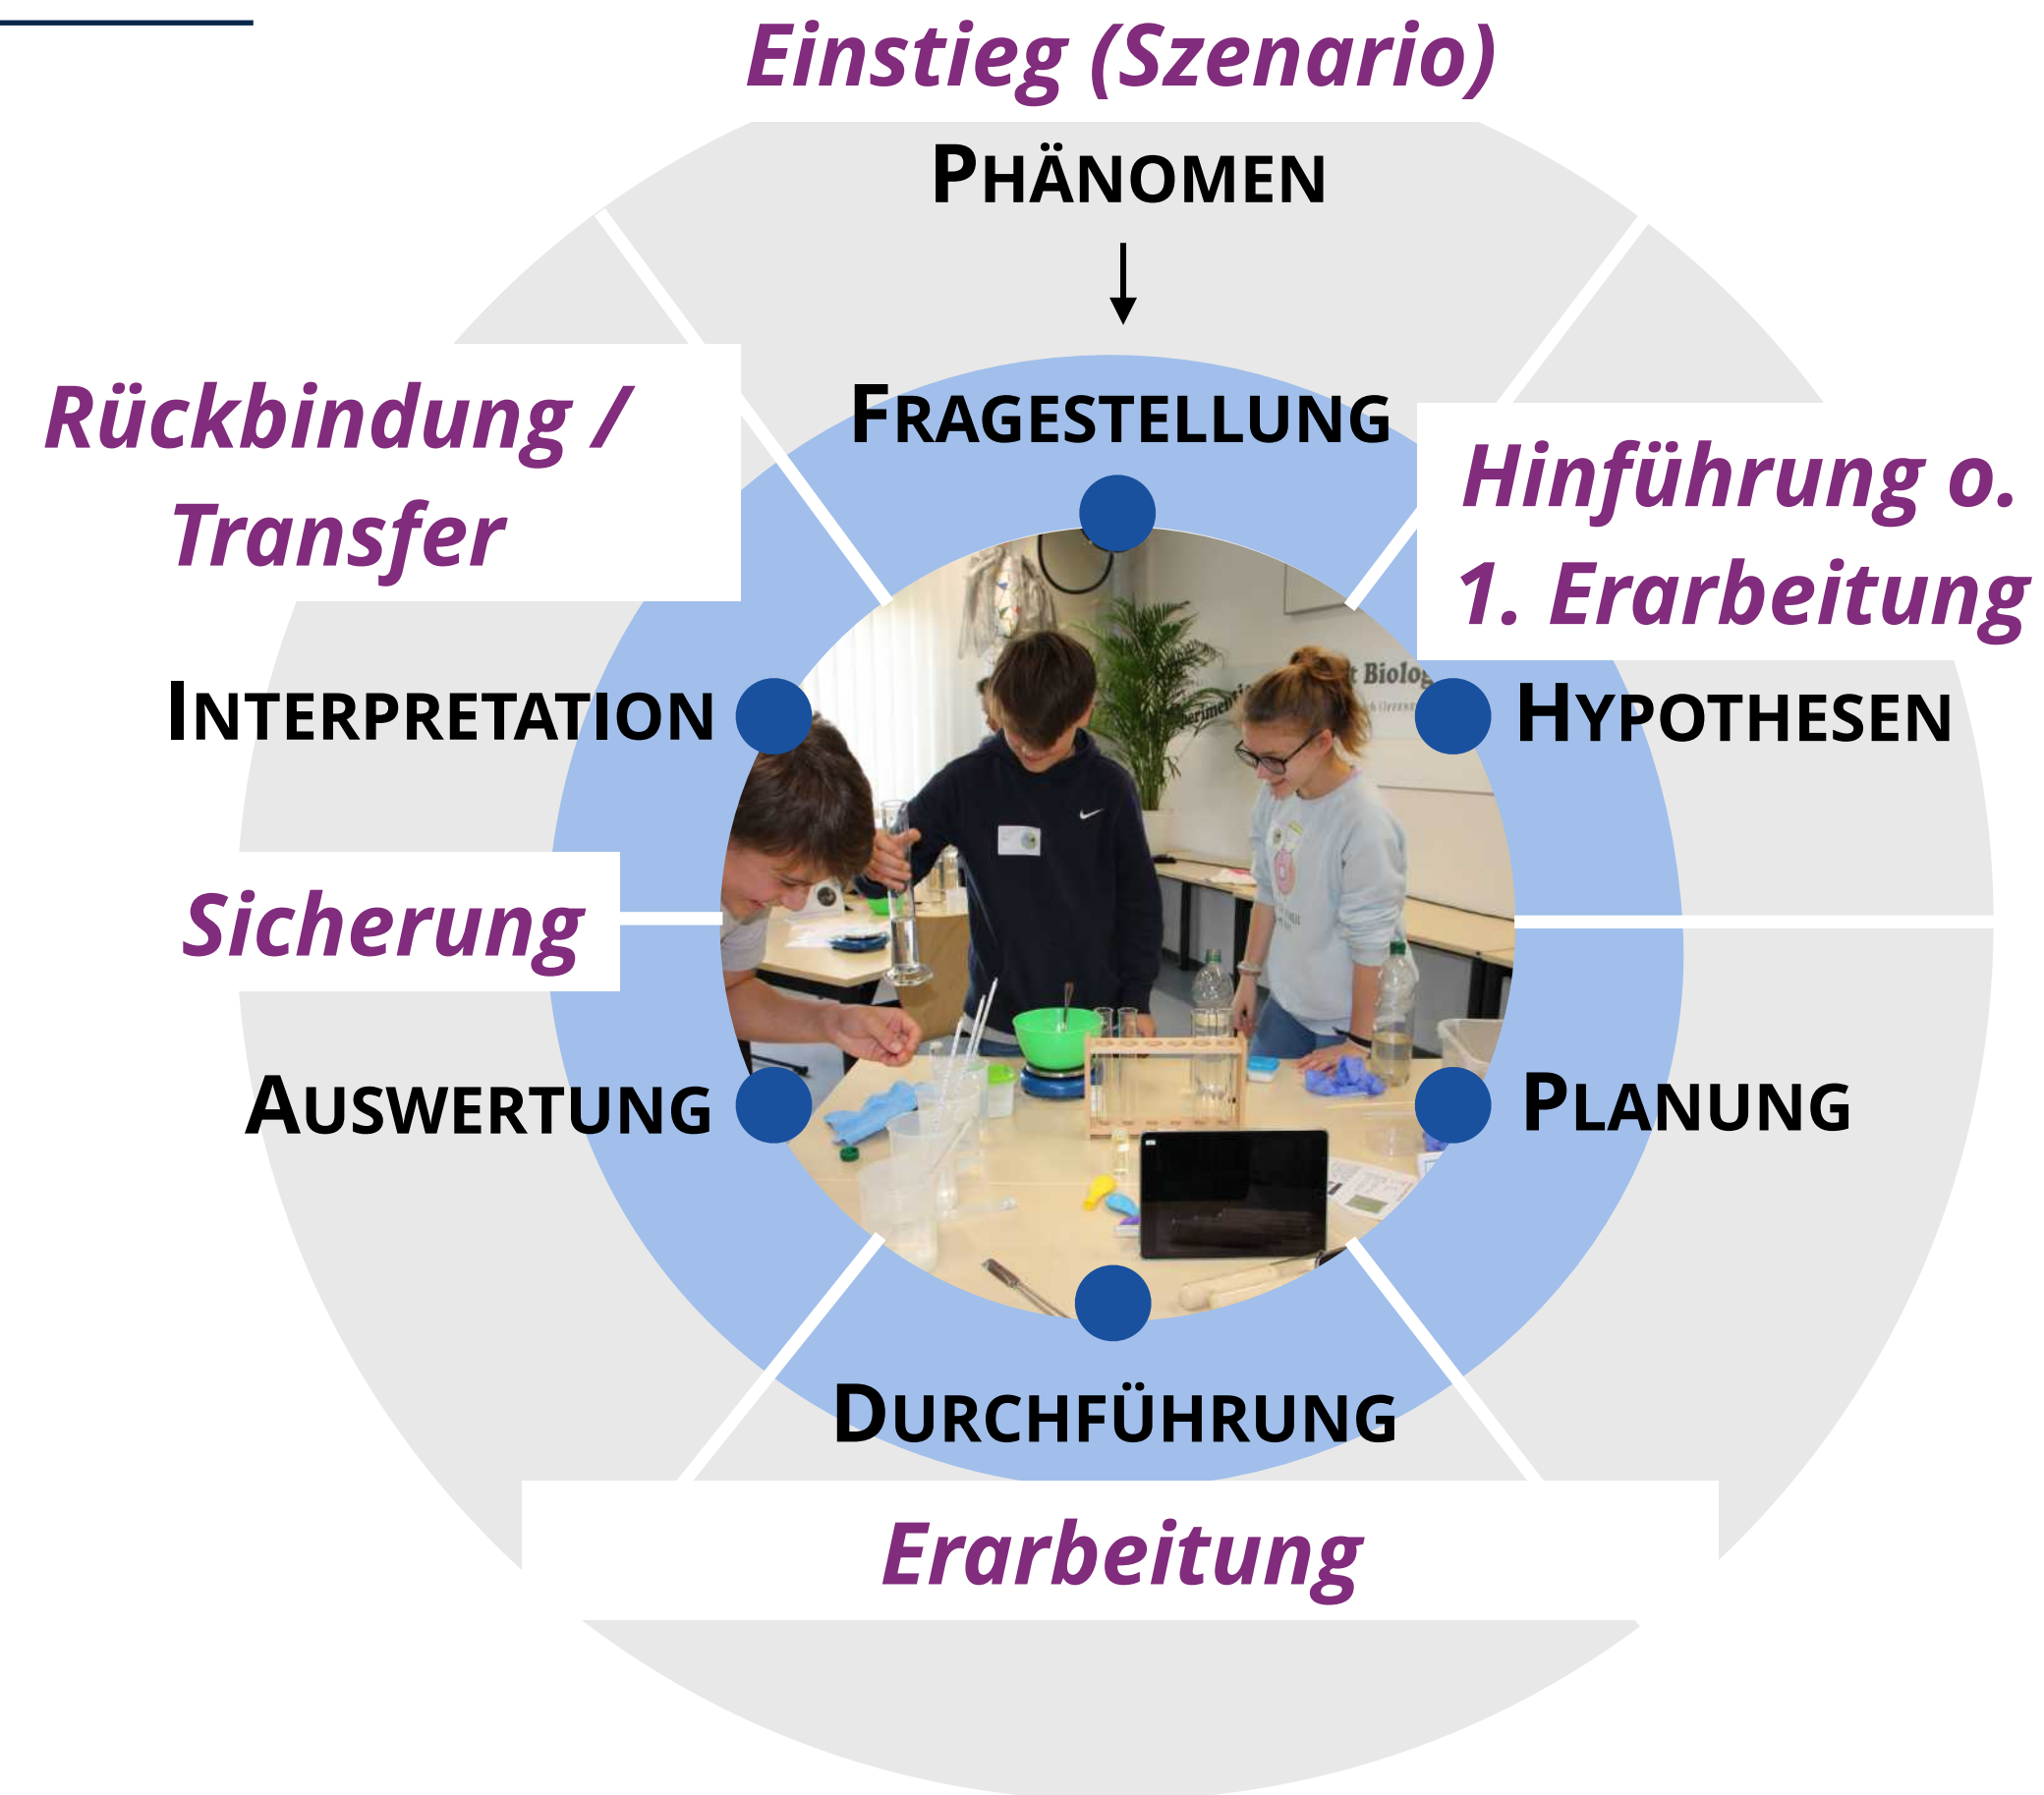 Einstieg (Szenario)
PHÄNOMEN
FRAGESTELLUNG
Rückbindung /
Transfer
Hinführung o.
1. Erarbeitung
INTERPRETATION
HYPOTHESEN
Sicherung
AUSWERTUNG
PLANUNG
DURCHFÜHRUNG
Erarbeitung